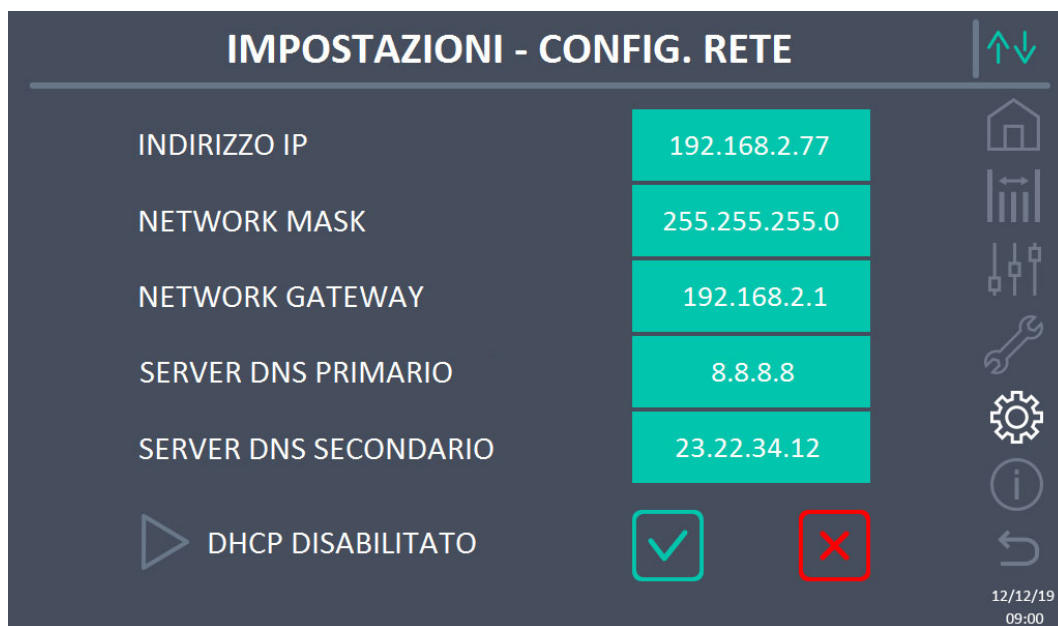 IMPOSTAZIONI - CONFIG. RETE
INDIRIZZO IP 192.168.2.77
NETWORK MASK 255.255.255.0
NETWORK GATEWAY 192.168.2.1
SERVER DNS PRIMARIO 8.8.8.8
SERVER DNS SECONDARIO 23.22.34.12
DHCP DISABILITATO
12/12/19
09:00